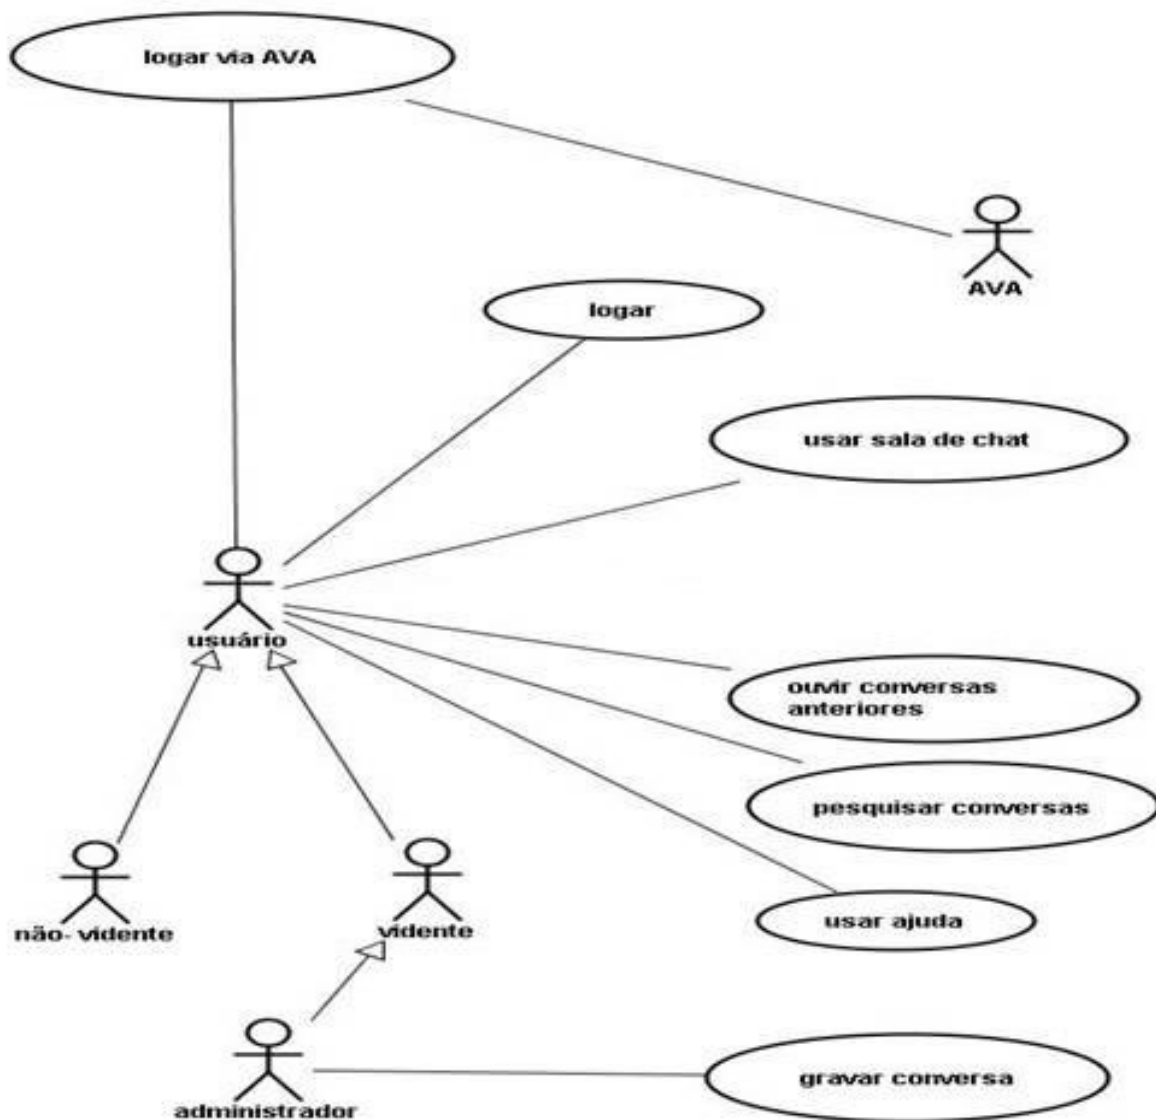 logar via AVA
AVA
logar
usar sala de chat
usuário
ouvir conversas
anteriores
pesquisar conversas
usar ajuda
não- vidente
vidente
gravar conversa
administrador